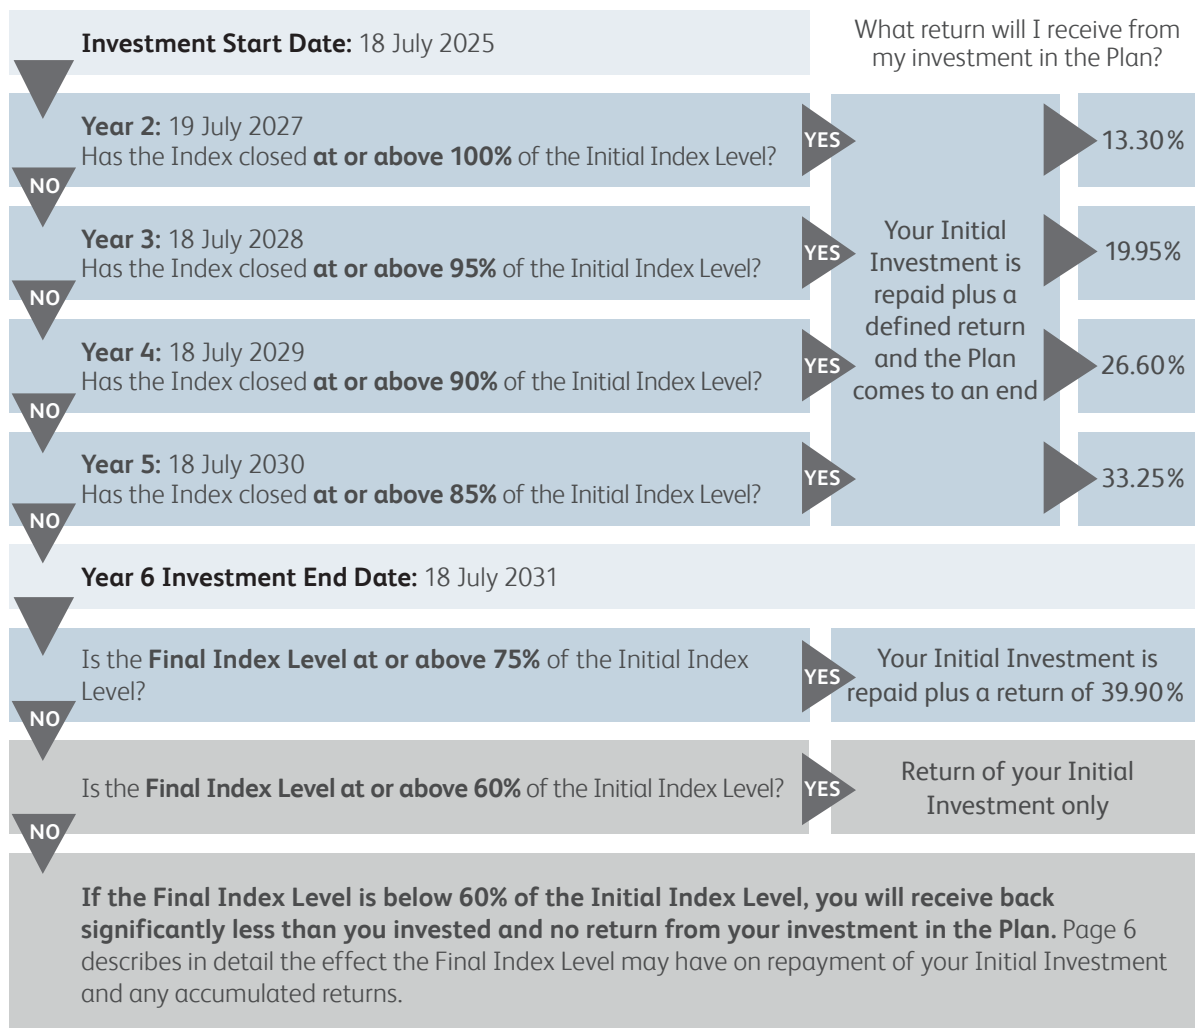 Investment Start Date: 18 July 2025
What return will I receive from
my investment in the Plan?
Year 2: 19 July 2027
Has the Index closed at or above 100% of the Initial Index Level?
YES
13.30%
NO
Year 3: 18 July 2028
Has the Index closed at or above 95% of the Initial Index Level?
YES
19.95%
NO
Your Initial
Investment is
repaid plus a
defined return
and the Plan
comes to an end
Year 4: 18 July 2029
Has the Index closed at or above 90% of the Initial Index Level?
YES
26.60%
NO
Year 5: 18 July 2030
Has the Index closed at or above 85% of the Initial Index Level?
YES
33.25%
NO
Year 6 Investment End Date: 18 July 2031
Is the Final Index Level at or above 75% of the Initial Index
Level?
YES
Your Initial Investment is
repaid plus a return of 39.90%
NO
Is the Final Index Level at or above 60% of the Initial Index Level?
YES
Return of your Initial
Investment only
NO
If the Final Index Level is below 60% of the Initial Index Level, you will receive back
significantly less than you invested and no return from your investment in the Plan. Page 6
describes in detail the effect the Final Index Level may have on repayment of your Initial Investment
and any accumulated returns.